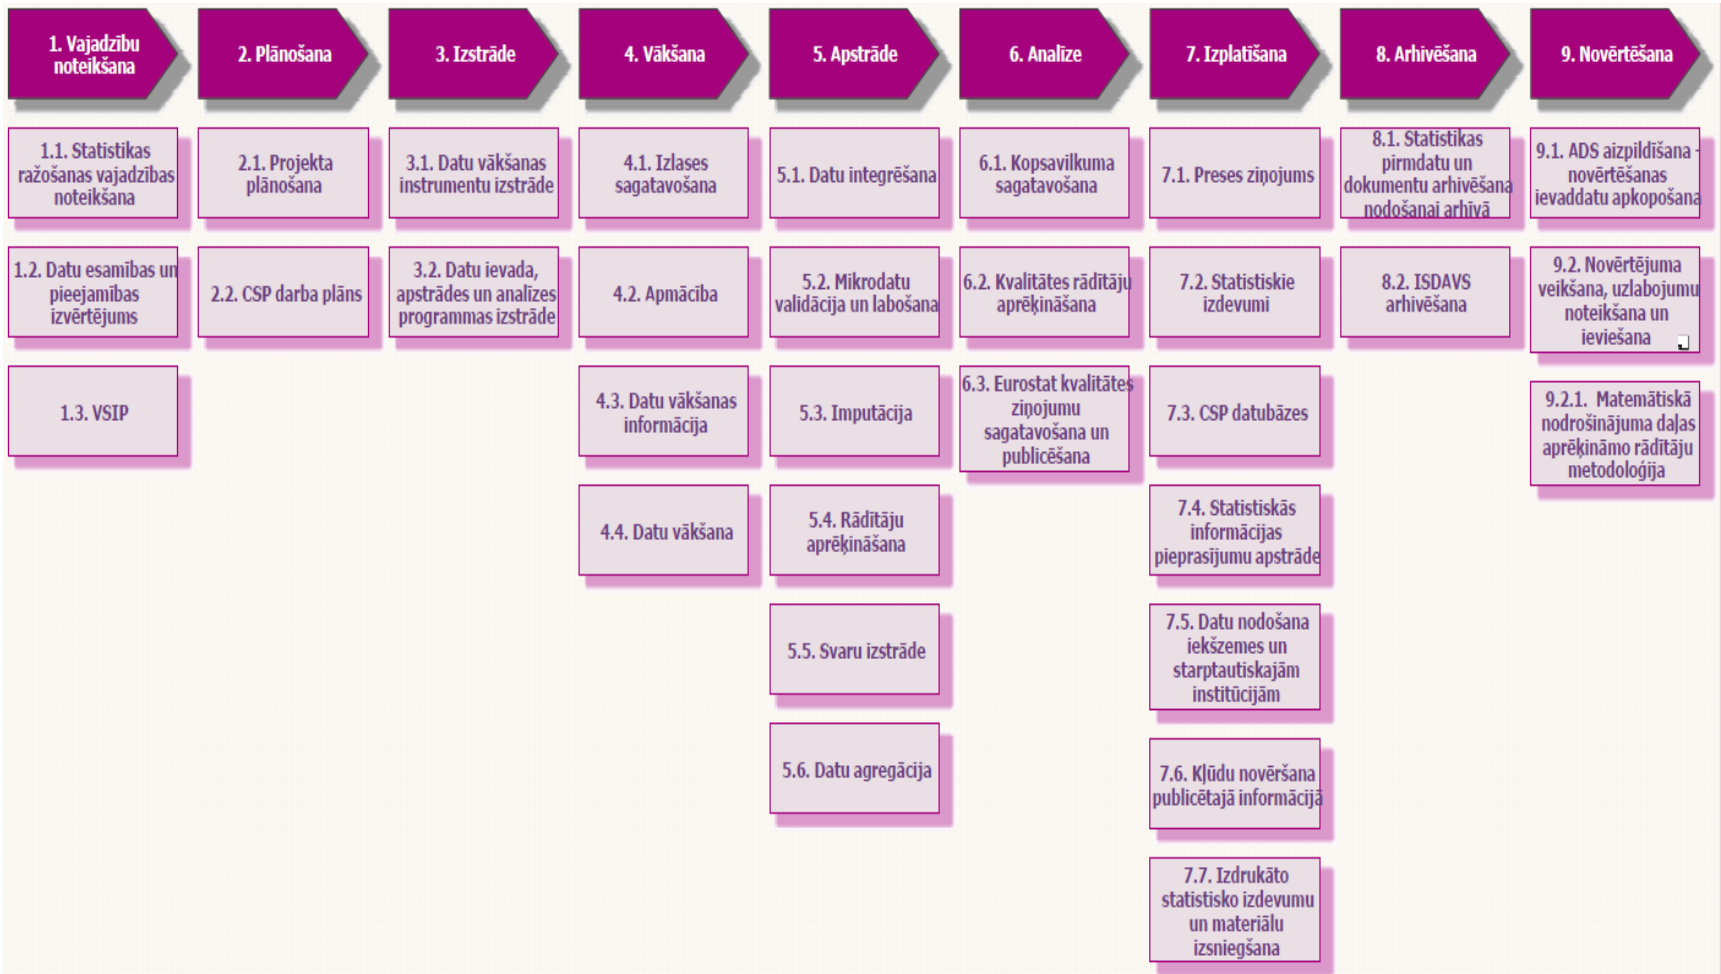 1. Vajadzību
noteikšana
2. Plānošana
3. Izstrāde
4. Vākšana
5. Apstrāde
6. Analīze
7. Izplatīšana
8. Arhivēšana
9. Novērtēšana
1.1. Statistikas
ražošanas vajadzības
noteikšana
1.2. Datu esamības un
pieejamības
izvērtējums
1.3. VSIP
2.1. Projekta
plānošana
2.2. CSP darba plāns
3.1. Datu vākšanas
instrumentu izstrāde
3.2. Datu ievada,
apstrādes un analīzes
programmas izstrāde
4.1. Izlases
sagatavošana
4.2. Apmācība
4.3. Datu vākšanas
informācija
4.4. Datu vākšana
5.1. Datu integrēšana
5.2. Mikrodatu
validācija un labošana
5.3. Imputācija
5.4. Rādītāju
aprēķināšana
5.5. Svaru izstrāde
5.6. Datu agregācija
6.1. Kopsavilkuma
sagatavošana
6.2. Kvalitātes rādītāju
aprēķināšana
6.3. Eurostat kvalitātes
ziņojumu
sagatavošana un
publicēšana
7.1. Preses ziņojums
7.2. Statistiskie
izdevumi
7.3. CSP datubāzes
7.4. Statistiskās
informācijas
pieprasījumu apstrāde
7.5. Datu nodošana
iekšzemes un
starptautiskajām
institūcijām
7.6. Kļūdu novēršana
publicētajā informācijā
7.7. Izdrukāto
statistisko izdevumu
un materiālu
izsniegšana
8.1. Statistikas
pirmdatu un
dokumentu arhivēšana
nodošanai arhīvā
8.2. ISDAVS
arhivēšana
9.1. ADS aizpildīšana -
novērtēšanas
ievaddatu apkopošana
9.2. Novērtējuma
veikšana, uzlabojumu
noteikšana un
ieviešana
9.2.1. Matemātiskā
nodrošinājuma daļas
aprēķināmo rādītāju
metodoloģija